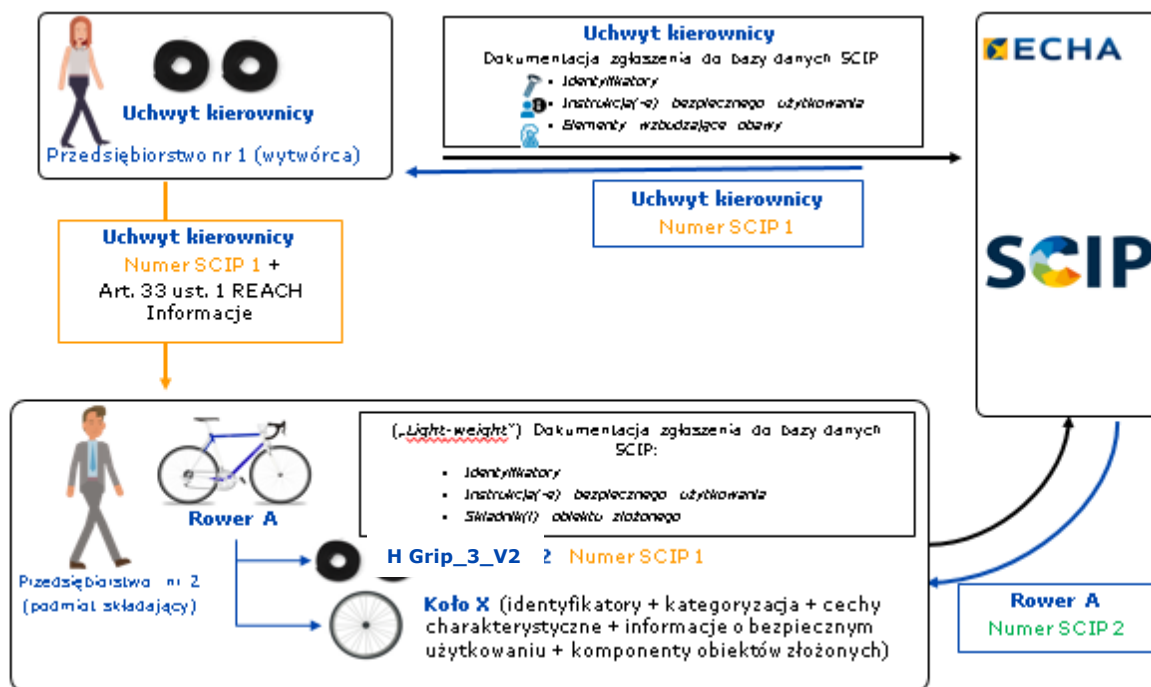 Uchwyt kierownicy
Przedsiębiorstwo nr 1 (wytwórca)
Uchwyt kierownicy
Dokumentacja zgłoszenia do bazy danych SCIP
• Identyfikatory
• Instrukcja(-e) bezpiecznego użytkowania
• Elementy wzbudzające obawy
ECHA
Uchwyt kierownicy
Numer SCIP 1
SCIP
Uchwyt kierownicy
Numer SCIP 1 +
Art. 33 ust. 1 REACH
Informacje
(„Light-weight”) Dokumentacja zgłoszenia do bazy danych
SCIP:
• Identyfikatory
• Instrukcja(-e) bezpiecznego użytkowania
• Składnik(i) obiektu złożonego
Rower A
Przedsiębiorstwo nr 2
(podmiot składający)
H Grip_3_V2 2 Numer SCIP 1
Koło X (identyfikatory + kategoryzacja + cechy
charakterystyczne + informacje o bezpiecznym
użytkowaniu + komponenty obiektów złożonych)
Rower A
Numer SCIP 2